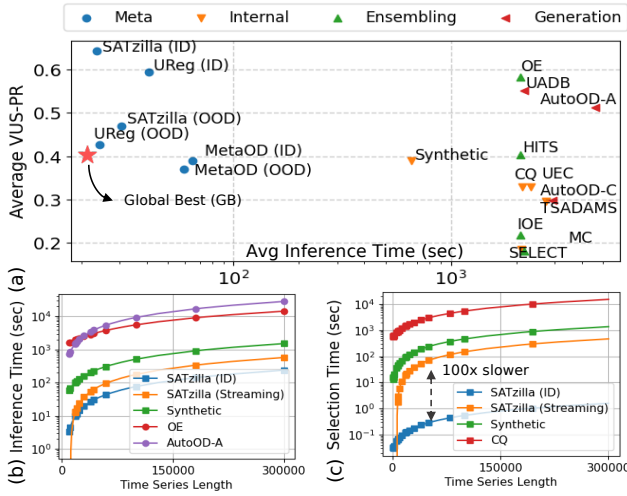 Meta
Internal
Ensembling
Generation
Average VUS-PR
0.6
0.5
0.4
0.3
0.2
SATzilla (ID)
UReg (ID)
SATzilla (OOD)
UReg (OOD)
MetaOD (ID)
MetaOD (OOD)
Global Best (GB)
Synthetic
OE
UADB
AutoOD-A
HITS
CQ
UEC
AutoOD-C
TSADAMS
IOE
MC
SELECT
Avg Inference Time (sec)
10²
10³
(a)
(b) Inference Time (sec)
10⁴
10³
10²
10¹
10⁰
SATzilla (ID)
SATzilla (Streaming)
Synthetic
OE
AutoOD-A
0
150000
300000
Time Series Length
(c) Selection Time (sec)
10⁴
10³
10²
10¹
10⁰
10⁻¹
100x slower
SATzilla (ID)
SATzilla (Streaming)
Synthetic
CQ
0
150000
300000
Time Series Length